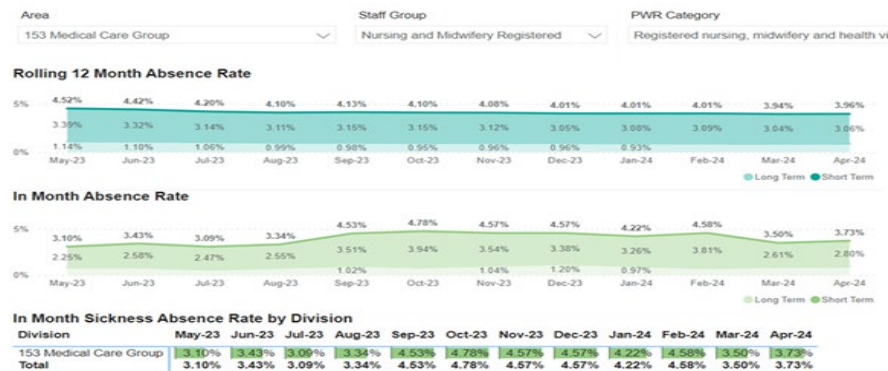 Area Staff Group PWR Category
153 Medical Care Group Nursing and Midwifery Registered Registered nursing, midwifery and health vi
Rolling 12 Month Absence Rate
4.52% 4.42% 4.20% 4.10% 4.13% 4.10% 4.08% 4.01% 4.01% 4.01% 3.94% 3.96%
5%
3.39% 3.32% 3.14% 3.11% 3.15% 3.15% 3.12% 3.05% 3.08% 3.09% 3.04% 3.06%
1.14% 1.10% 1.06% 0.99% 0.98% 0.95% 0.96% 0.96% 0.93%
0%
May-23 Jun-23 Jul-23 Aug-23 Sep-23 Oct-23 Nov-23 Dec-23 Jan-24 Feb-24 Mar-24 Apr-24
Long Term Short Term
In Month Absence Rate
5%
3.10% 3.43% 3.09% 3.34% 4.53% 4.78% 4.57% 4.57% 4.22% 4.58% 3.50% 3.73%
2.25% 2.58% 2.47% 2.55% 3.51% 3.94% 3.54% 3.38% 3.26% 3.81% 2.61% 2.80%
1.02% 1.04% 1.20% 0.97%
0%
May-23 Jun-23 Jul-23 Aug-23 Sep-23 Oct-23 Nov-23 Dec-23 Jan-24 Feb-24 Mar-24 Apr-24
Long Term Short Term
In Month Sickness Absence Rate by Division
Division May-23 Jun-23 Jul-23 Aug-23 Sep-23 Oct-23 Nov-23 Dec-23 Jan-24 Feb-24 Mar-24 Apr-24
153 Medical Care Group 3.10% 3.43% 3.09% 3.34% 4.53% 4.78% 4.57% 4.57% 4.22% 4.58% 3.50% 3.73%
Total 3.10% 3.43% 3.09% 3.34% 4.53% 4.78% 4.57% 4.57% 4.22% 4.58% 3.50% 3.73%